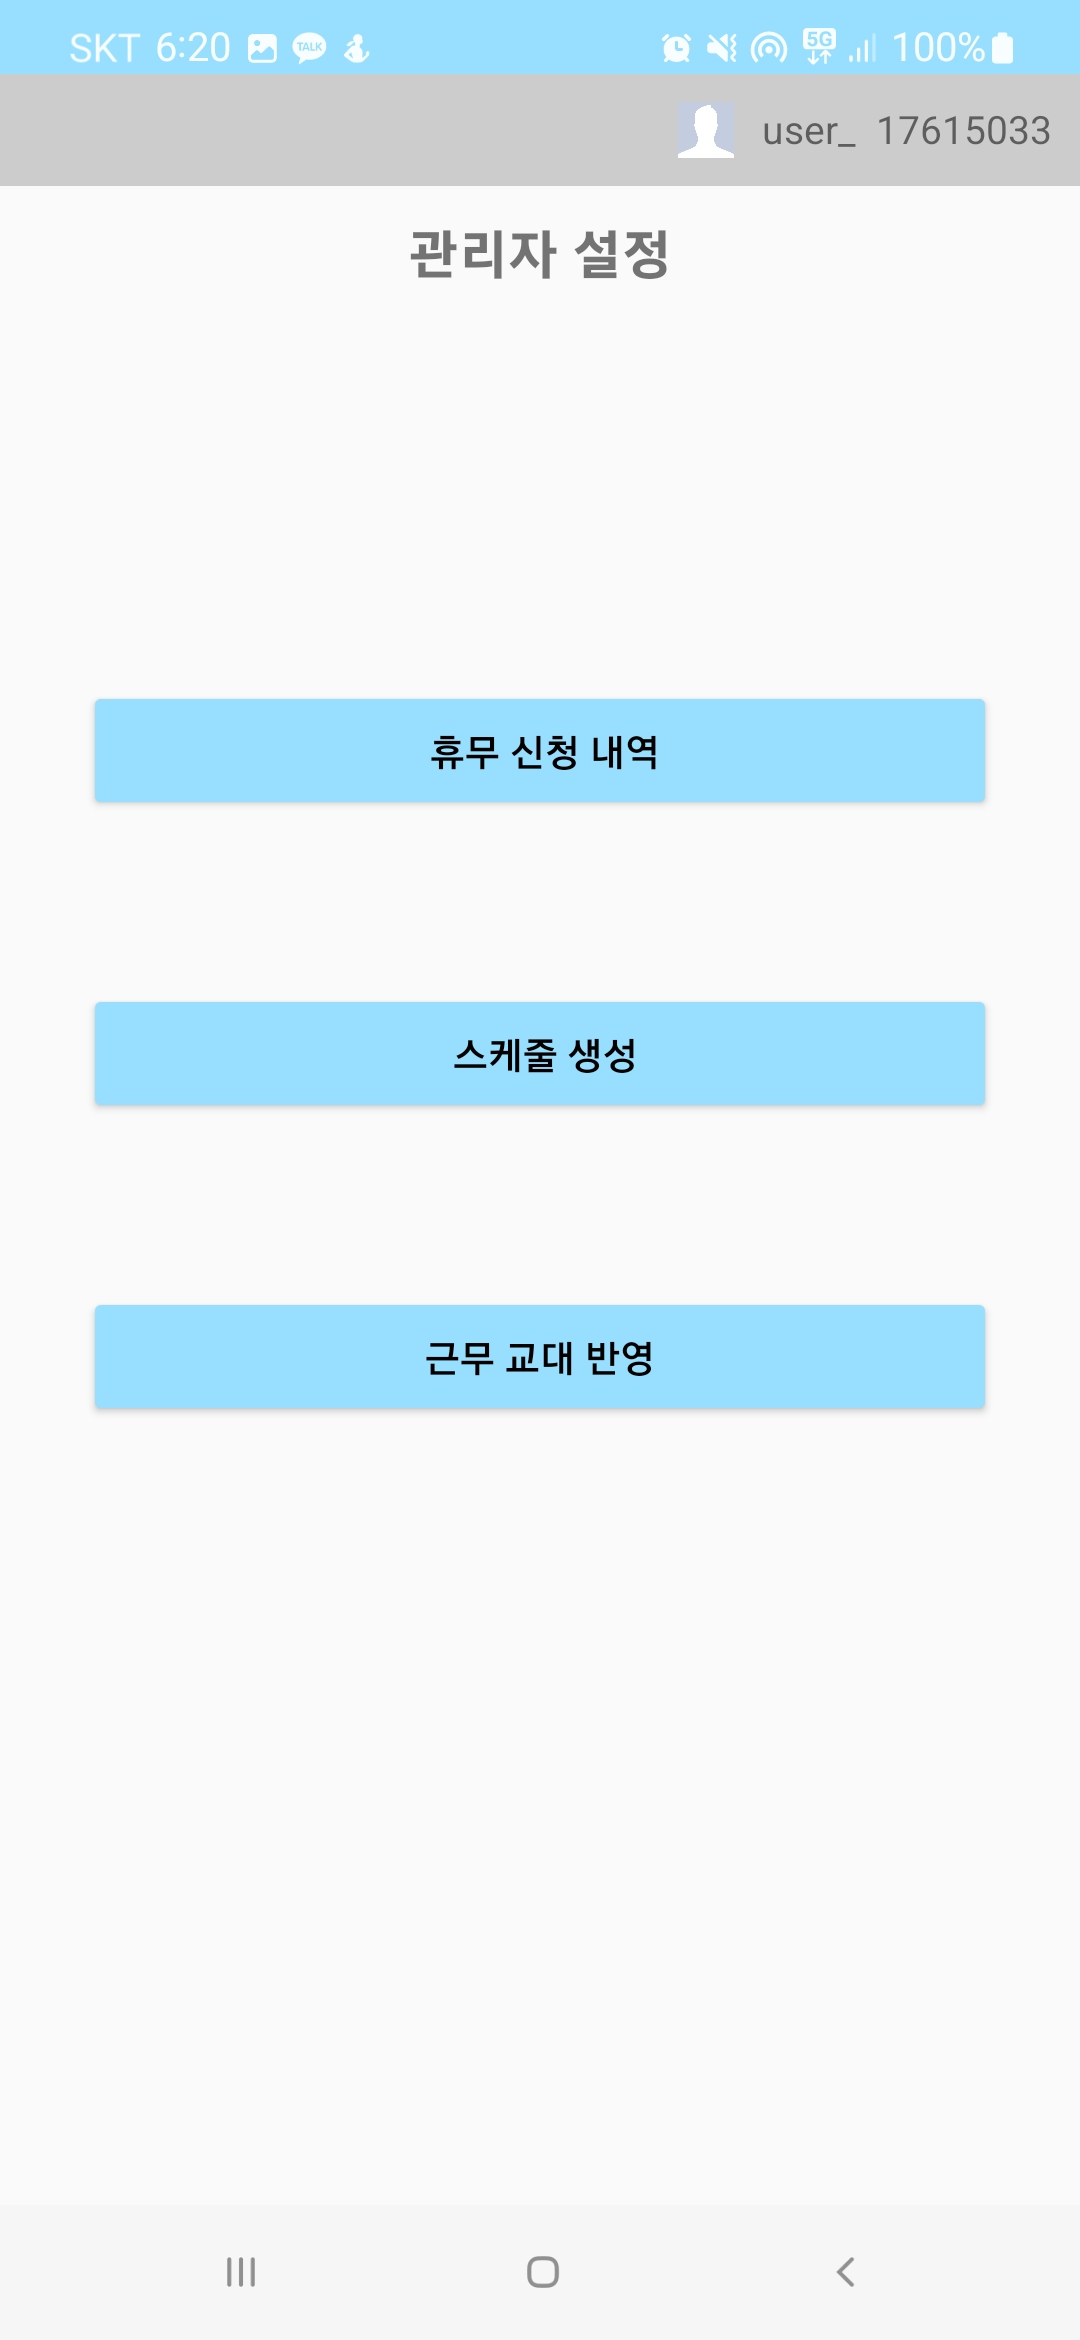 SKT 6:20 TALK 5G 100%
user_ 17615033
관리자 설정
휴무 신청 내역
스케줄 생성
근무 교대 반영